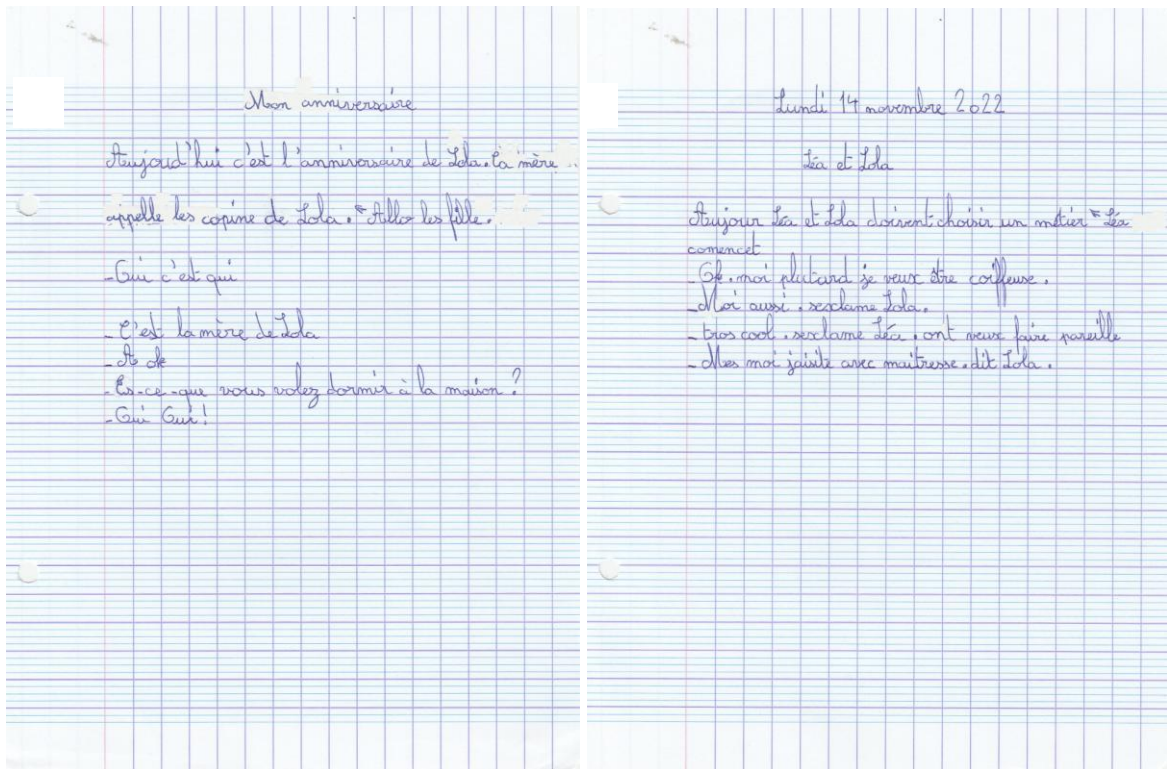 Mon anniversaire
Aujoud'hui c'est l'anniversaire de Lola. la mère
appelle les copine de Lola. "Allo les fille.
- Oui c'est qui
- C'est la mère de Lola
- A ok
- Es-ce-que vous volez dormir à la maison ?
- Oui Oui !
Lundi 14 novembre 2022
Léa et Lola
Aujour Léa et Lola doivent choisir un métier " Léa
comencet
- Ok. moi plutard je veux être coiffeuse.
- Moi aussi. sexclame Lola.
- tros cool. sexclame Léa. ont veux faire pareille
- Mes moi jaisite avec maitresse. dit Lola.